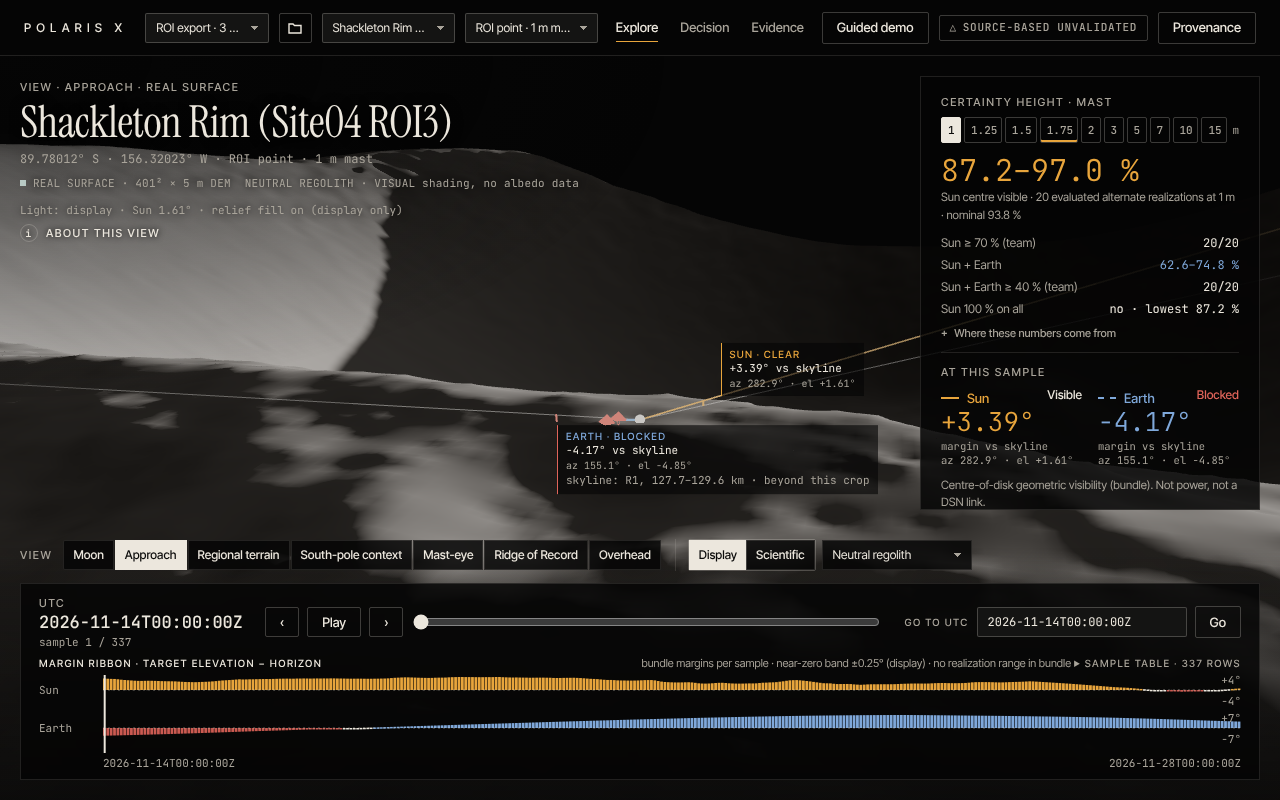 POLARIS X
ROI export · 3 ...
Shackleton Rim ...
ROI point · 1 m m...
Explore
Decision
Evidence
Guided demo
△ SOURCE-BASED UNVALIDATED
Provenance
VIEW · APPROACH · REAL SURFACE
Shackleton Rim (Site04 ROI3)
89.78012° S · 156.32023° W · ROI point · 1 m mast
REAL SURFACE · 401² × 5 m DEM NEUTRAL REGOLITH · VISUAL shading, no albedo data
Light: display · Sun 1.61° · relief fill on (display only)
i ABOUT THIS VIEW
CERTAINTY HEIGHT · MAST
1 1.25 1.5 1.75 2 3 5 7 10 15 m
87.2–97.0 %
Sun centre visible · 20 evaluated alternate realizations at 1 m
· nominal 93.8 %
Sun ≥ 70 % (team) 20/20
Sun + Earth 62.6–74.8 %
Sun + Earth ≥ 40 % (team) 20/20
Sun 100 % on all no · lowest 87.2 %
+ Where these numbers come from
AT THIS SAMPLE
Sun Visible
+3.39°
margin vs skyline
az 282.9° · el +1.61°
Earth Blocked
-4.17°
margin vs skyline
az 155.1° · el -4.85°
Centre-of-disk geometric visibility (bundle). Not power, not a
DSN link.
SUN · CLEAR
+3.39° vs skyline
az 282.9° · el +1.61°
EARTH · BLOCKED
-4.17° vs skyline
az 155.1° · el -4.85°
skyline: R1, 127.7–129.6 km · beyond this crop
VIEW
Moon
Approach
Regional terrain
South-pole context
Mast-eye
Ridge of Record
Overhead
Display
Scientific
Neutral regolith
UTC
2026-11-14T00:00:00Z
sample 1 / 337
‹
Play
›
GO TO UTC
2026-11-14T00:00:00Z
Go
MARGIN RIBBON · TARGET ELEVATION − HORIZON
bundle margins per sample · near-zero band ±0.25° (display) · no realization range in bundle
▶ SAMPLE TABLE · 337 ROWS
Sun
+4°
-4°
Earth
+7°
-7°
2026-11-14T00:00:00Z
2026-11-28T00:00:00Z